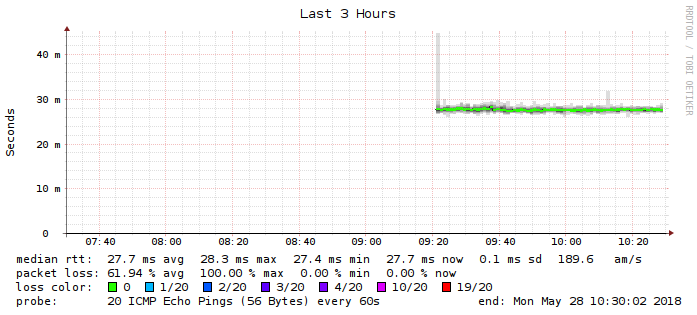 Last 3 Hours
RRDTOOL / TOBI OETIKER
Seconds
40 m
30 m
20 m
10 m
0
07:40 08:00 08:20 08:40 09:00 09:20 09:40 10:00 10:20
median rtt: 27.7 ms avg 28.3 ms max 27.4 ms min 27.7 ms now 0.1 ms sd 189.6 am/s
packet loss: 61.94 % avg 100.00 % max 0.00 % min 0.00 % now
loss color: 0 1/20 2/20 3/20 4/20 10/20 19/20
probe: 20 ICMP Echo Pings (56 Bytes) every 60s end: Mon May 28 10:30:02 2018